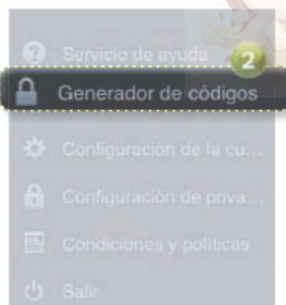 Servicio de ayuda
2
Generador de códigos
Configuración de la cu...
Configuración de priva...
Condiciones y políticas
Salir